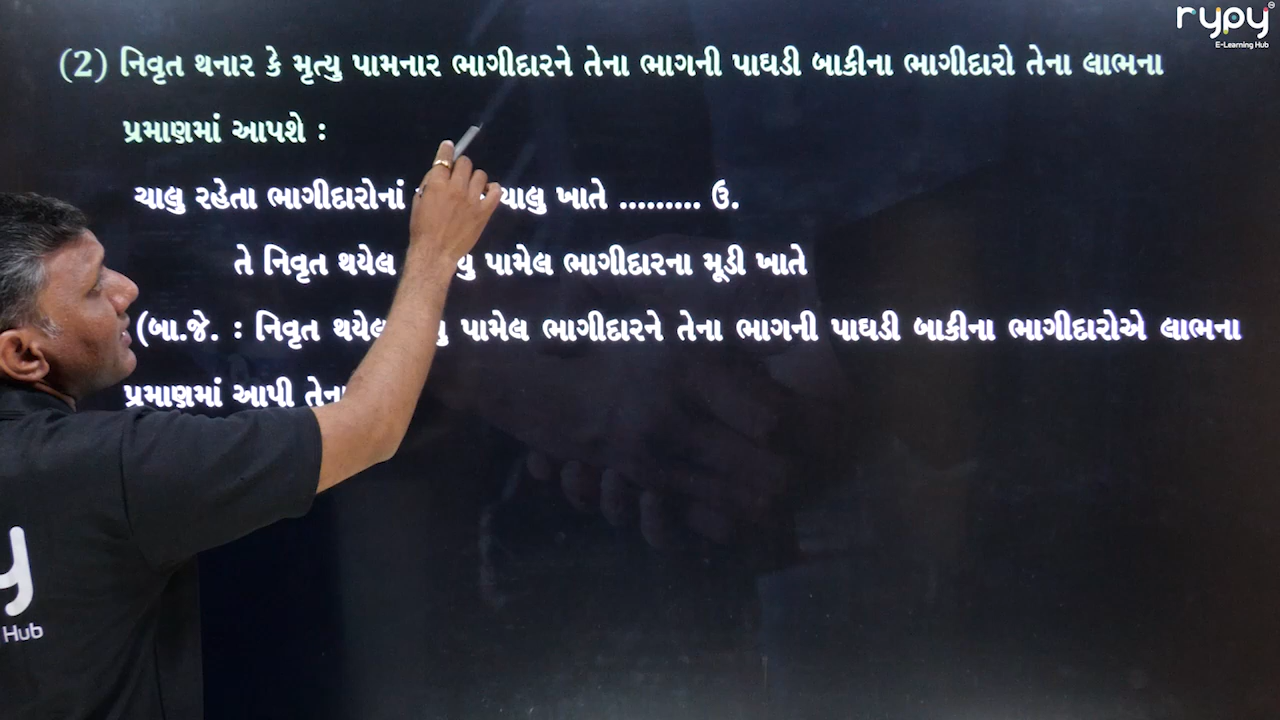 rypy
E-Learning Hub
(2) નિવૃત થનાર કે મૃત્યુ પામનાર ભાગીદારને તેના ભાગની પાઘડી બાકીના ભાગીદારો તેના લાભના
પ્રમાણમાં આપશે :
ચાલુ રહેતા ભાગીદારોનાં ચાલુ ખાતે ......... ઉ.
તે નિવૃત થયેલ પામેલ ભાગીદારના મૂડી ખાતે
(બા.જે. : નિવૃત થયેલ પામેલ ભાગીદારને તેના ભાગની પાઘડી બાકીના ભાગીદારોએ લાભના
પ્રમાણમાં આપી તેના
y
Hub